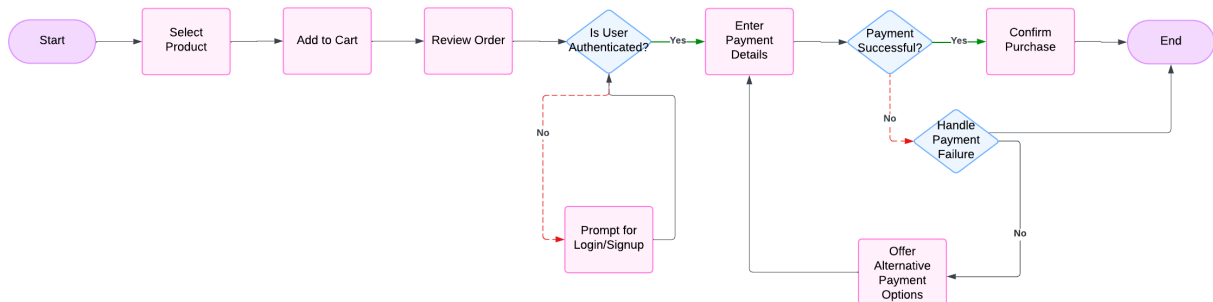 Start
Select
Product
Add to Cart
Review Order
Is User
Authenticated?
Yes
Enter
Payment
Details
Payment
Successful?
Yes
Confirm
Purchase
End
No
No
Handle
Payment
Failure
Prompt for
Login/Signup
No
Offer
Alternative
Payment
Options